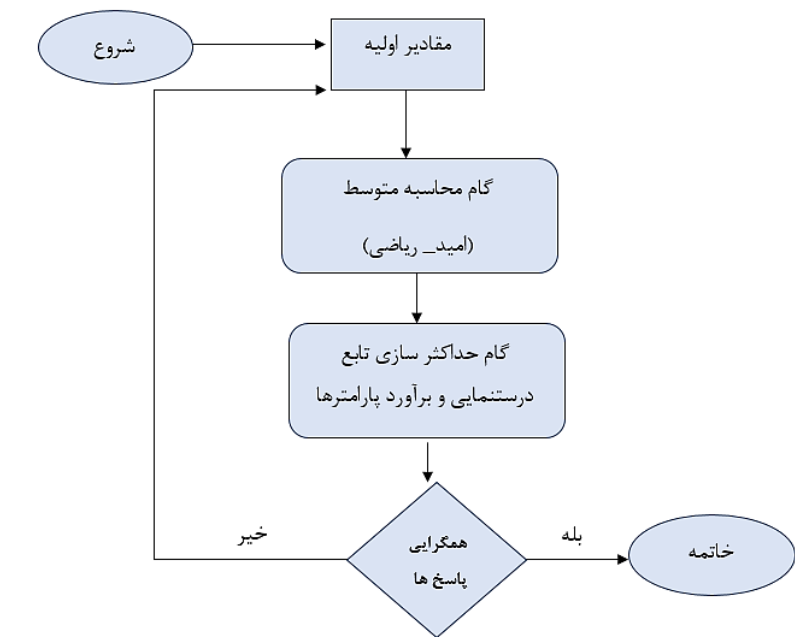 شروع
مقادیر اولیه
گام محاسبه متوسط
(امید_ ریاضی)
گام حداکثر سازی تابع
درستنمایی و برآورد پارامترها
همگرایی
پاسخ ها
خیر
بله
خاتمه